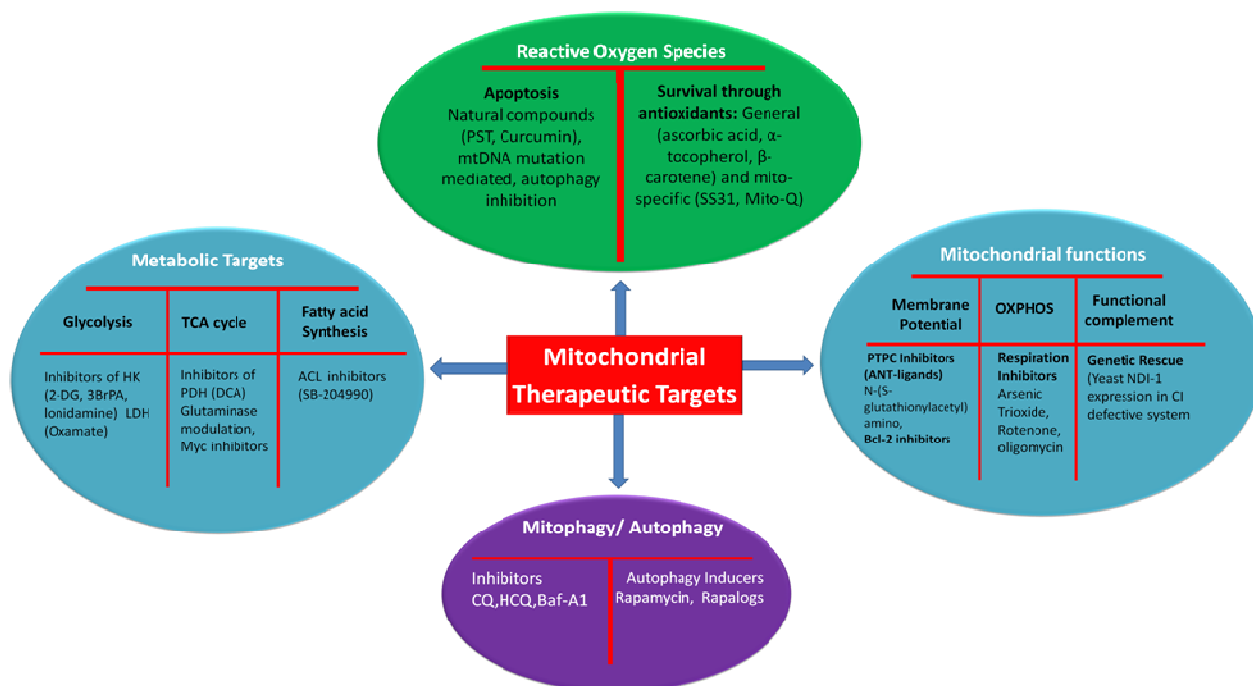 Reactive Oxygen Species
Apoptosis
Natural compounds
(PST, Curcumin),
mtDNA mutation
mediated, autophagy
inhibition
Survival through
antioxidants: General
(ascorbic acid, α-
tocopherol, β-
carotene) and mito-
specific (SS31, Mito-Q)
Metabolic Targets
Glycolysis
Inhibitors of HK
(2-DG, 3BrPA,
lonidamine) LDH
(Oxamate)
TCA cycle
Inhibitors of
PDH (DCA)
Glutaminase
modulation,
Myc inhibitors
Fatty acid
Synthesis
ACL inhibitors
(SB-204990)
Mitochondrial
Therapeutic Targets
Mitochondrial functions
Membrane
Potential
PTPC Inhibitors
(ANT-ligands)
N-(S-
glutathionylacetyl)
amino,
Bcl-2 inhibitors
OXPHOS
Respiration
Inhibitors
Arsenic
Trioxide,
Rotenone,
oligomycin
Functional
complement
Genetic Rescue
(Yeast NDI-1
expression in CI
defective system
Mitophagy/ Autophagy
Inhibitors
CQ,HCQ,Baf-A1
Autophagy Inducers
Rapamycin, Rapalogs